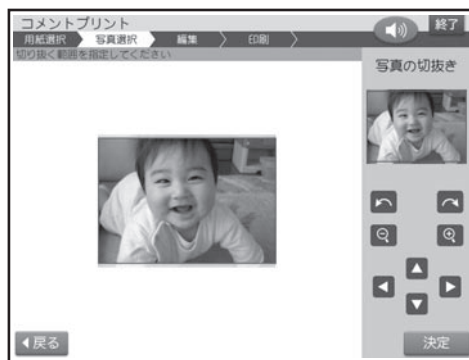 コメントプリント
終了
用紙選択 写真選択 編集 印刷
切り抜く範囲を指定してください
写真の切抜き
戻る
決定